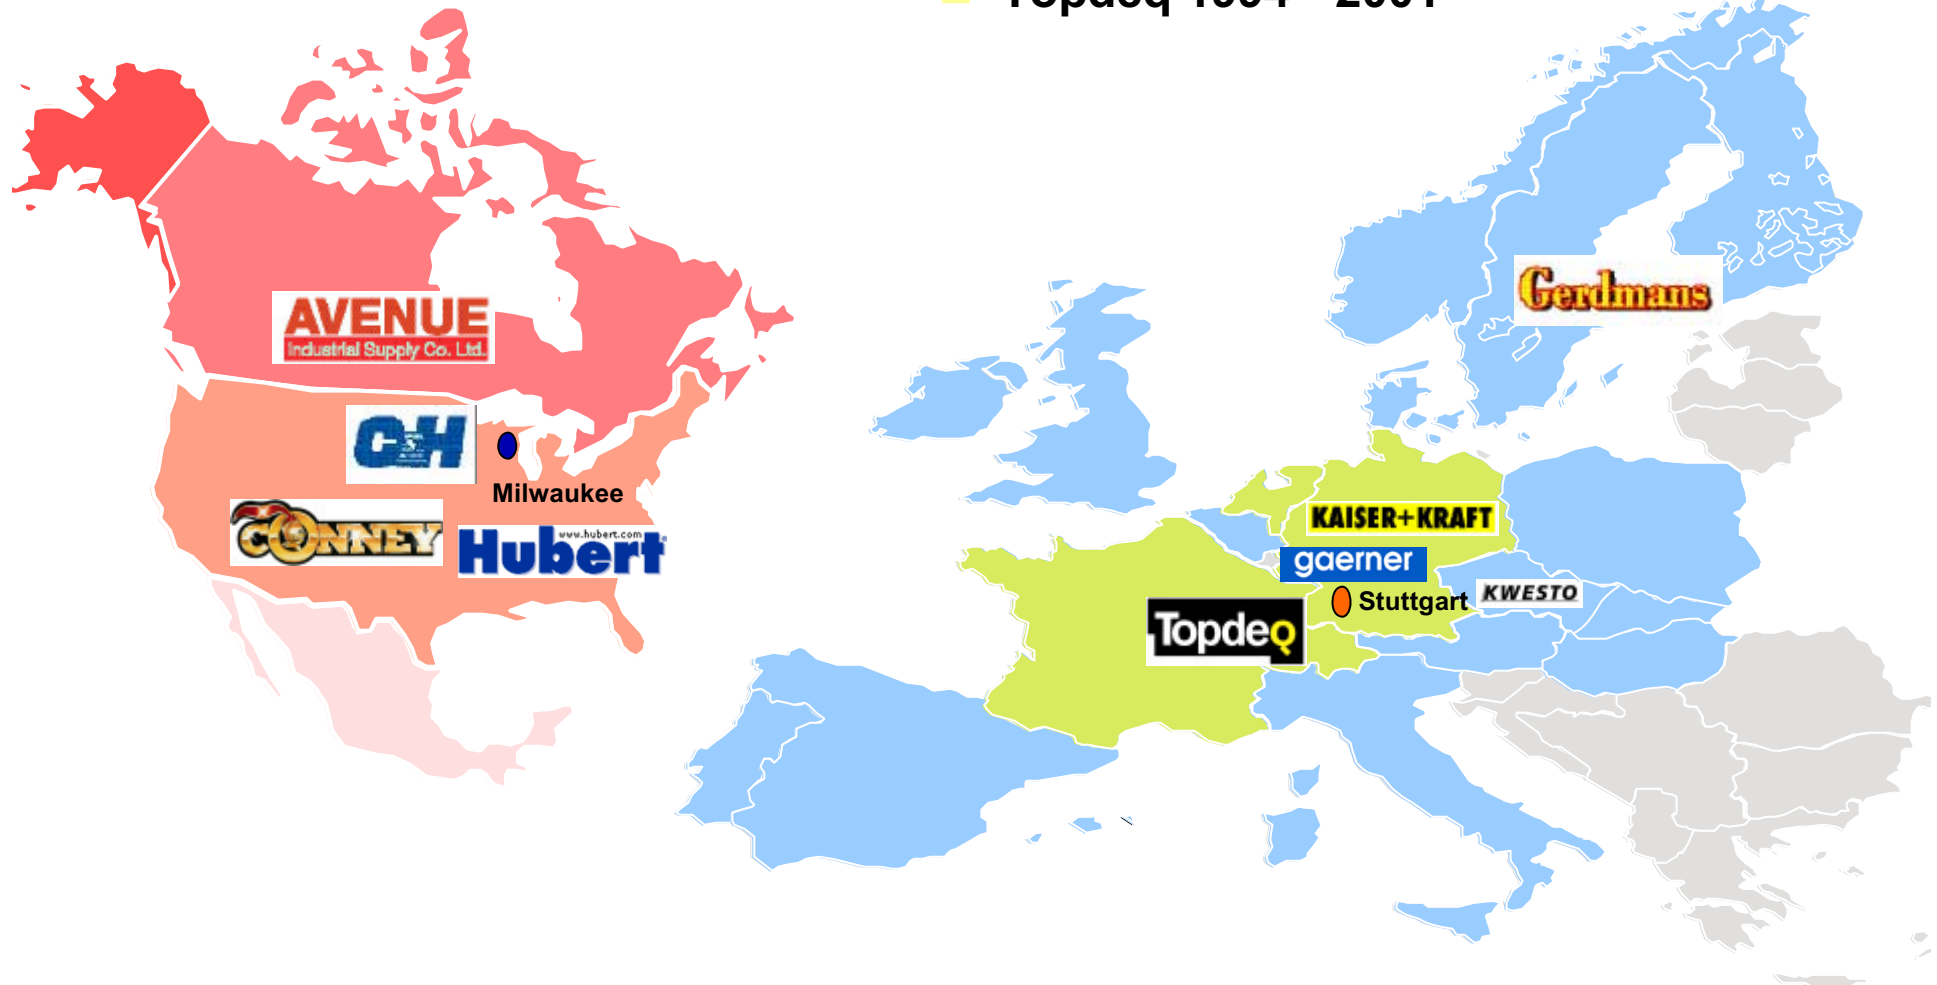 AVENUE
Industrial Supply Co. Ltd.
C&H
Milwaukee
CONNEY
www.hubert.com
Hubert
Gerdmans
KAISER+KRAFT
gaerner
Stuttgart
KWESTO
Topdeq